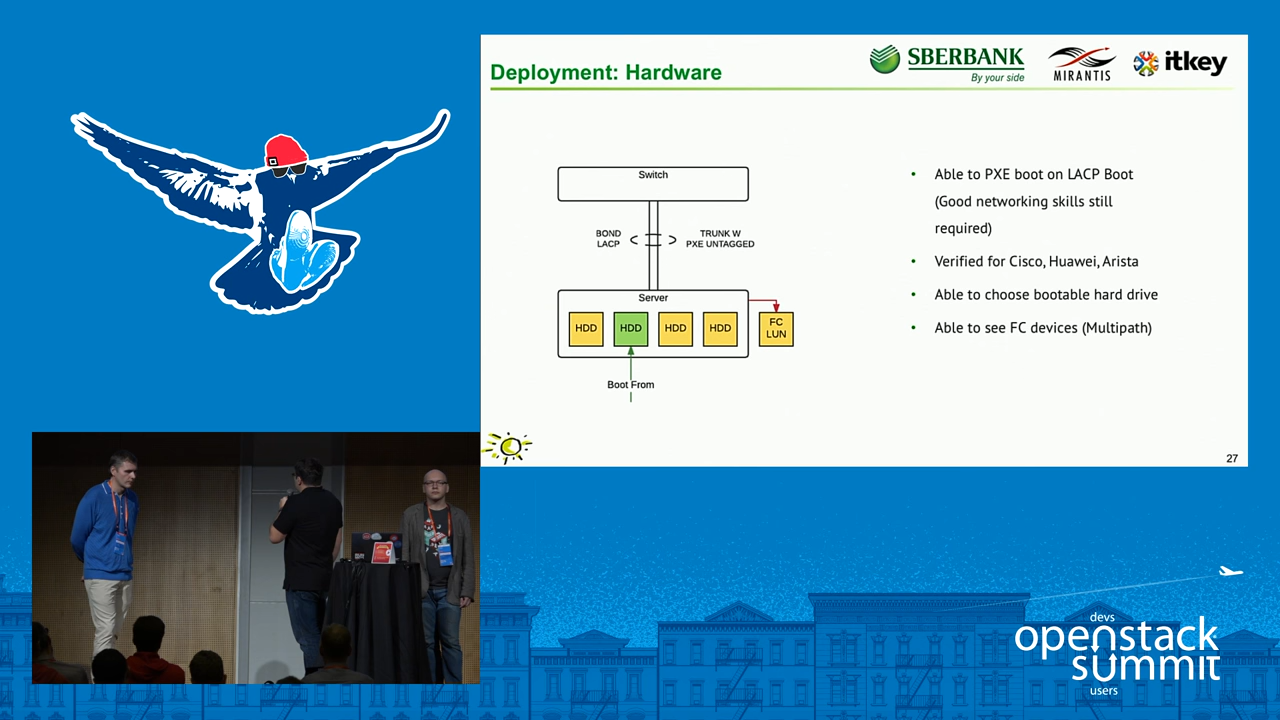 Deployment: Hardware
SBERBANK
By your side
MIRANTIS
itkey
Switch
BOND
LACP
TRUNK W
PXE UNTAGGED
Server
HDD
HDD
HDD
HDD
FC
LUN
Boot From
• Able to PXE boot on LACP Boot
(Good networking skills still
required)
• Verified for Cisco, Huawei, Arista
• Able to choose bootable hard drive
• Able to see FC devices (Multipath)
27
devs
openstack
summit
users